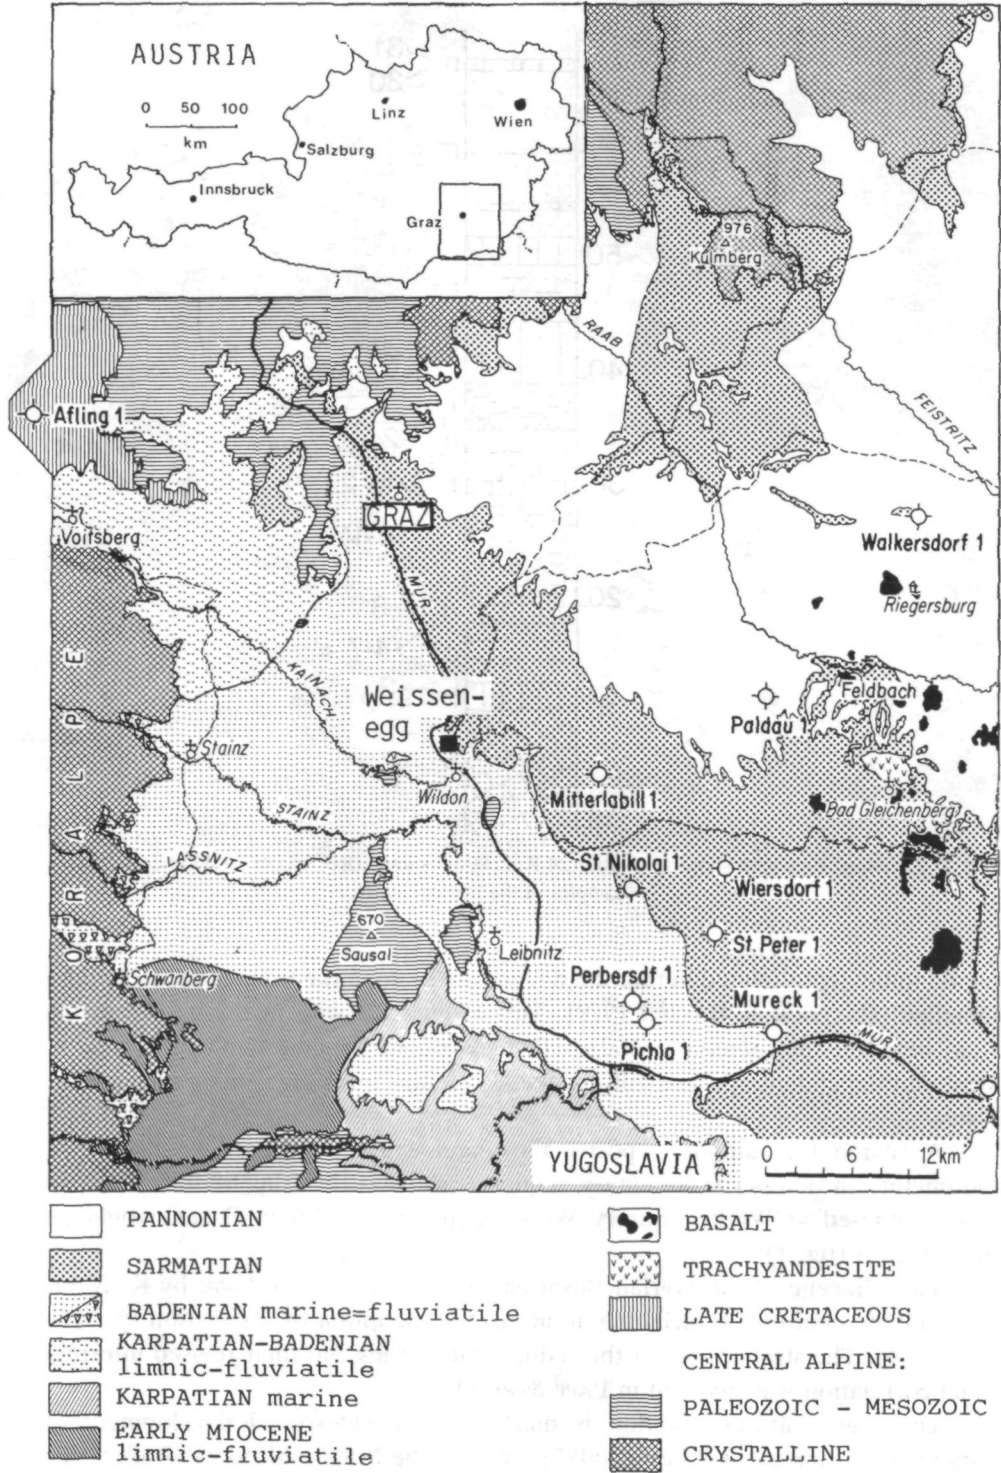 AUSTRIA
0 50 100
km
Linz
Wien
Salzburg
Innsbruck
Graz
976
Kulmberg
RAAB
FEISTRITZ
Afling 1
GRAZ
Voitsberg
Walkersdorf 1
Riegersburg
MUR
KAINACH
Weissen-
egg
Feldbach
Paldau 1
Stainz
Wildon
Mitterlabill 1
Bad Gleichenberg
STAINZ
LASSNITZ
St. Nikolai 1
Wiersdorf 1
670
Sausal
Leibnitz
St. Peter 1
KORALPE
Schwanberg
Perbersdf 1
Mureck 1
Pichla 1
MUR
YUGOSLAVIA
0 6 12km
PANNONIAN
SARMATIAN
BADENIAN marine=fluviatile
KARPATIAN-BADENIAN
limnic-fluviatile
KARPATIAN marine
EARLY MIOCENE
limnic-fluviatile
BASALT
TRACHYANDESITE
LATE CRETACEOUS
CENTRAL ALPINE:
PALEOZOIC - MESOZOIC
CRYSTALLINE